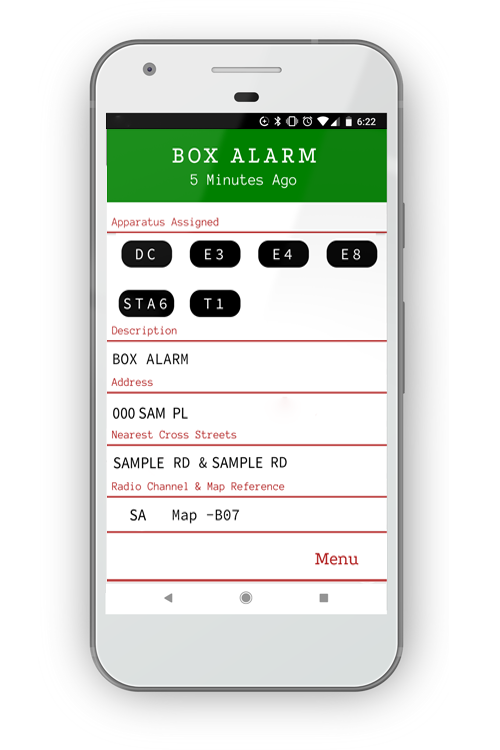 6:22
BOX ALARM
5 Minutes Ago
Apparatus Assigned
DC E3 E4 E8
STA6 T1
Description
BOX ALARM
Address
000 SAM PL
Nearest Cross Streets
SAMPLE RD & SAMPLE RD
Radio Channel & Map Reference
SA Map -B07
Menu